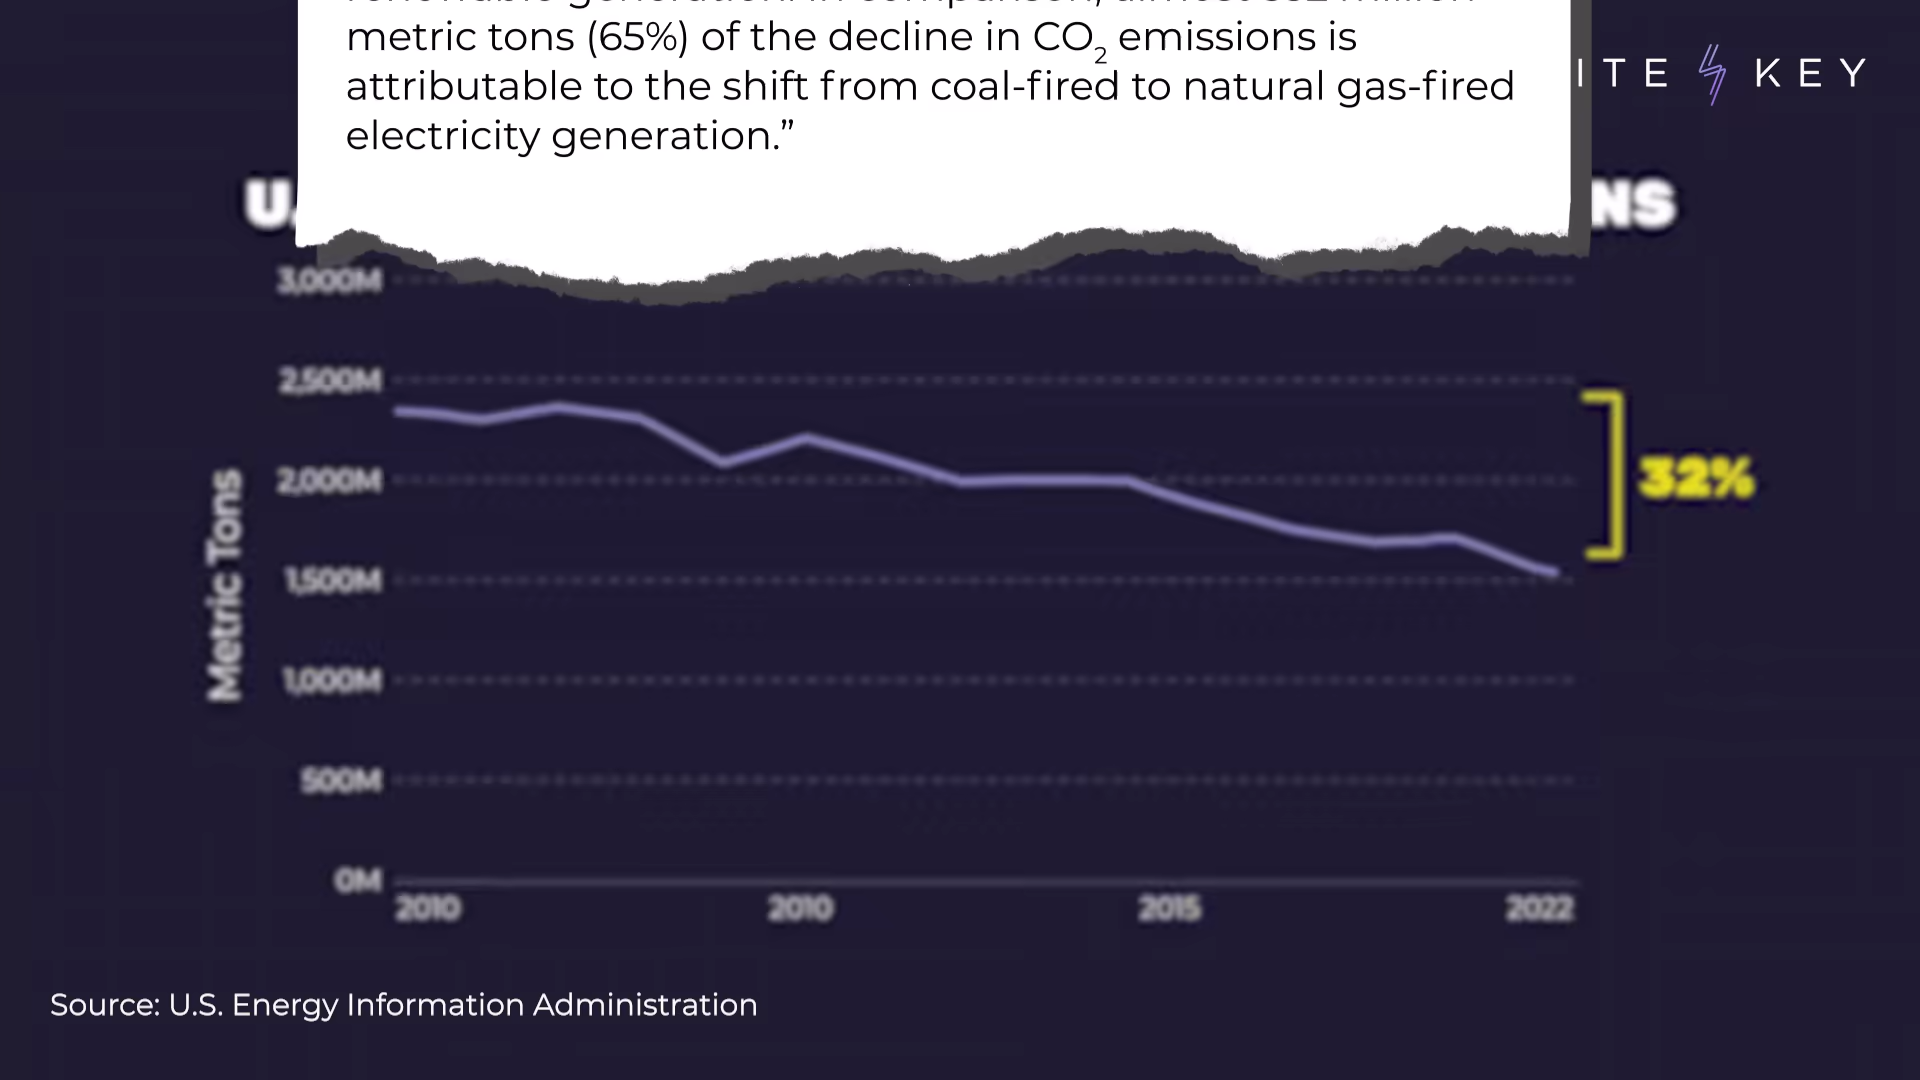 metric tons (65%) of the decline in CO₂ emissions is
attributable to the shift from coal-fired to natural gas-fired
electricity generation.”
ITE KEY
U.
NS
3,000M
2,500M
2,000M
1,500M
1,000M
500M
0M
Metric Tons
32%
2010 2010 2015 2022
Source: U.S. Energy Information Administration